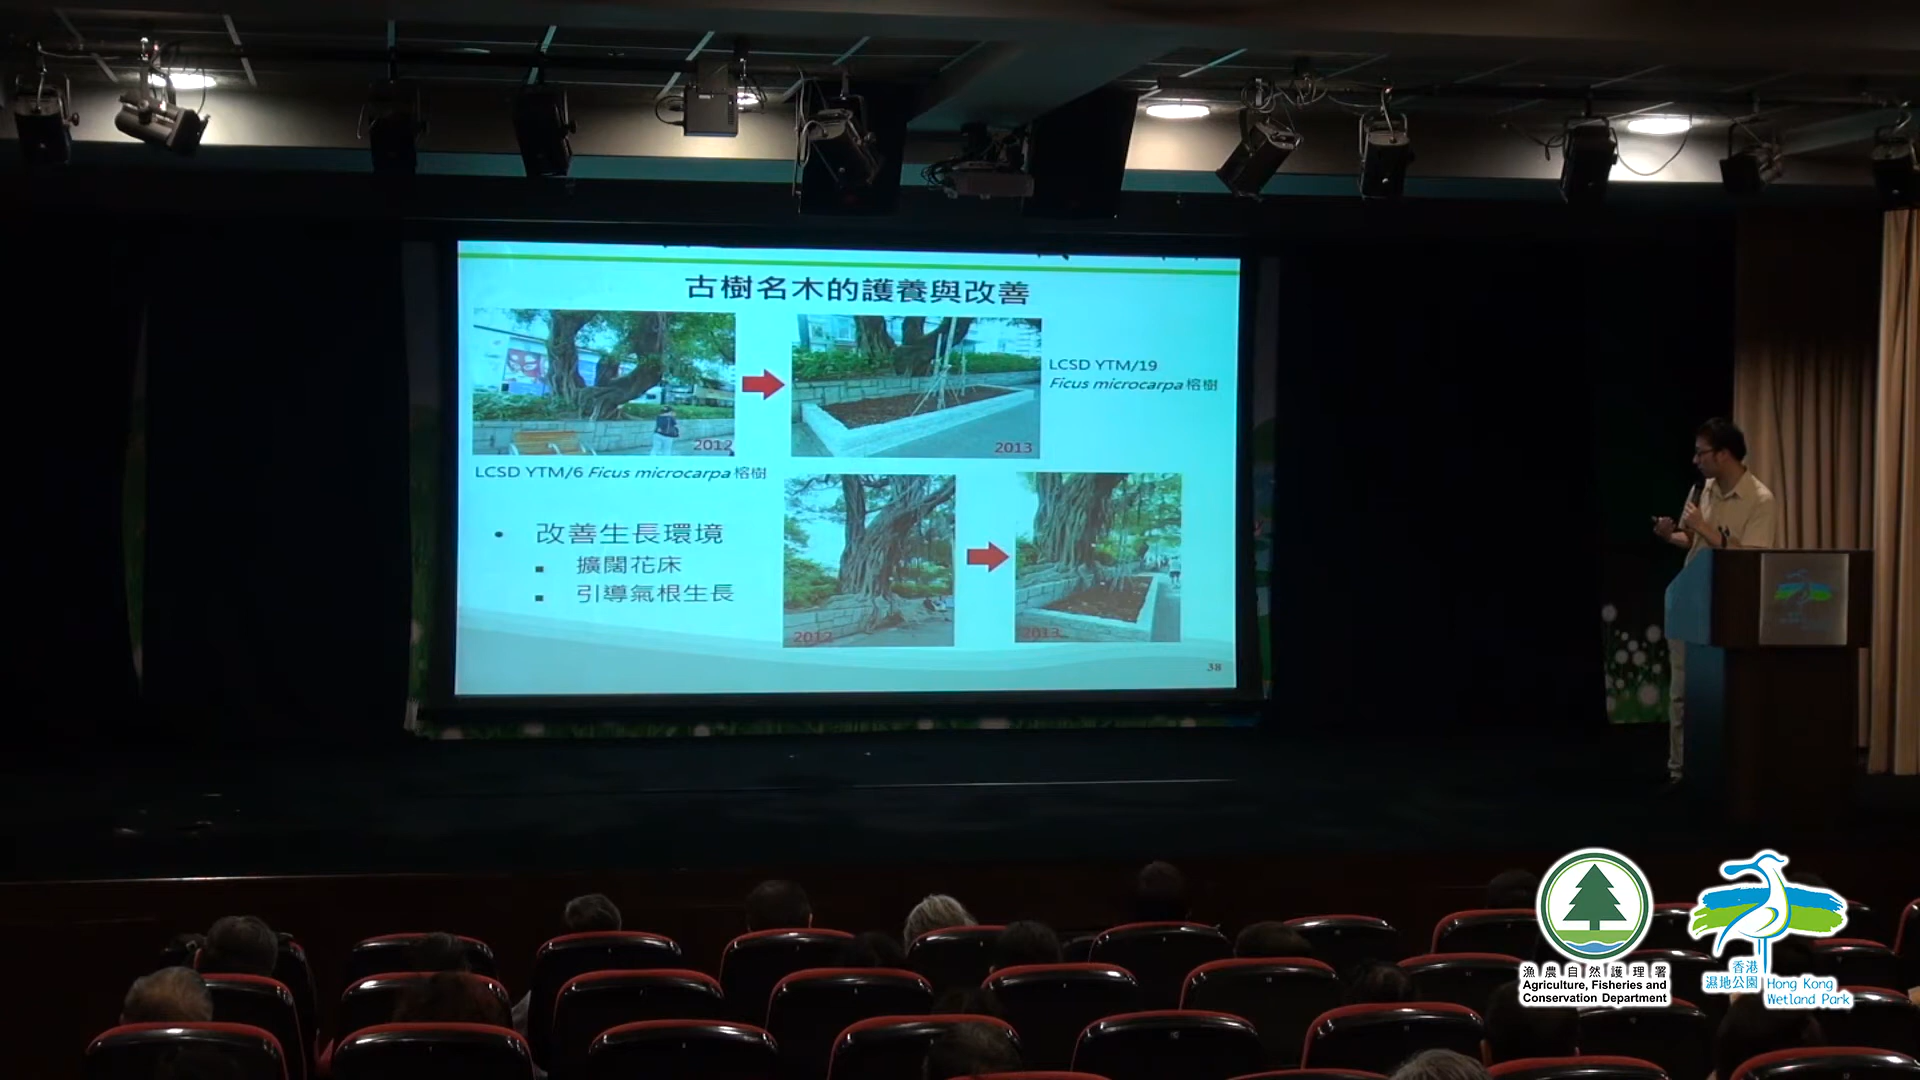 古樹名木的護養與改善
2012
2013
LCSD YTM/19
Ficus microcarpa 榕樹
LCSD YTM/6 Ficus microcarpa 榕樹
• 改善生長環境
▪ 擴闊花床
▪ 引導氣根生長
2012
2013
38
漁農自然護理署
Agriculture, Fisheries and
Conservation Department
香港
濕地公園
Hong Kong
Wetland Park